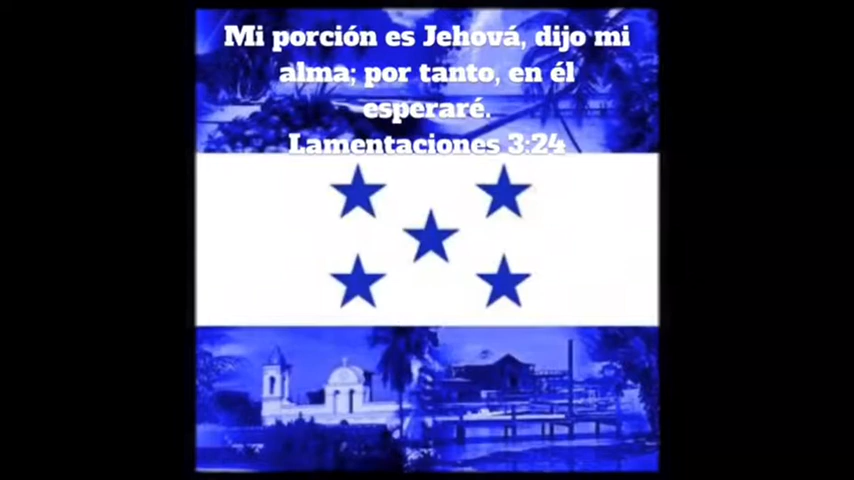 Mi porción es Jehová, dijo mi
alma; por tanto, en él
esperaré.
Lamentaciones 3:24